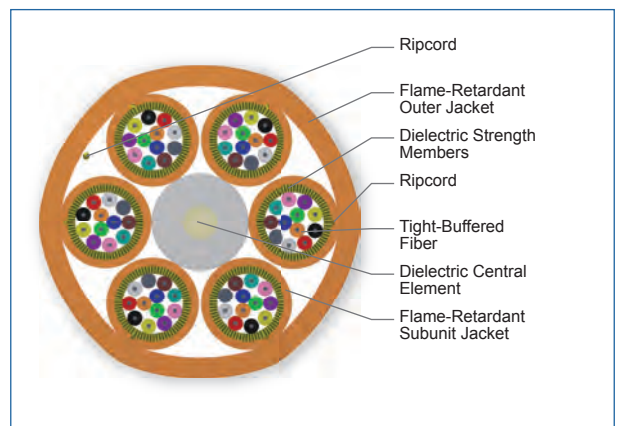 Ripcord
Flame-Retardant
Outer Jacket
Dielectric Strength
Members
Ripcord
Tight-Buffered
Fiber
Dielectric Central
Element
Flame-Retardant
Subunit Jacket